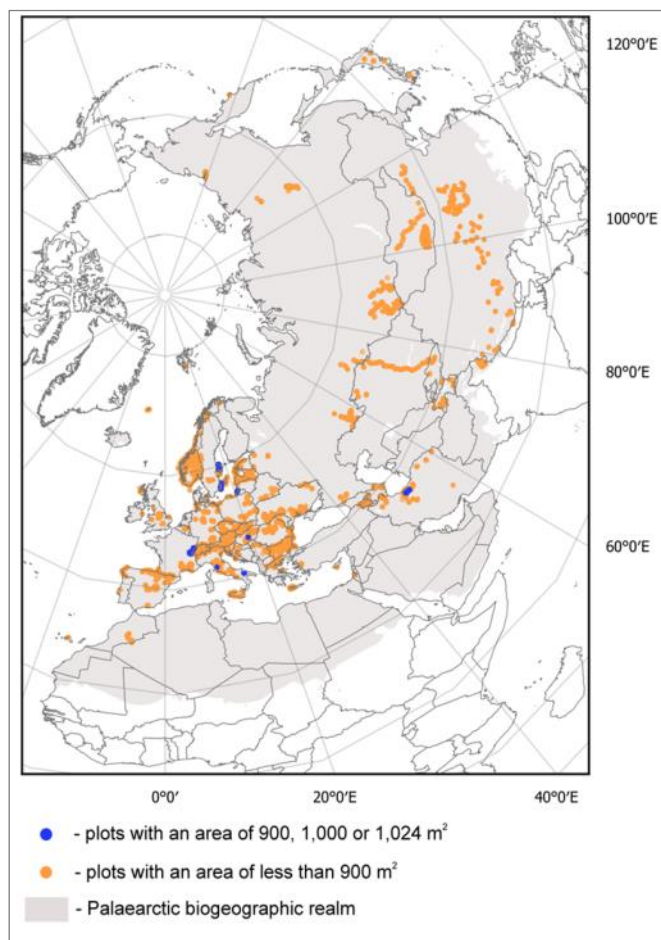 120°0'E
100°0'E
80°0'E
60°0'E
0°0'
20°0'E
40°0'E
- plots with an area of 900, 1,000 or 1,024 m²
- plots with an area of less than 900 m²
- Palaearctic biogeographic realm